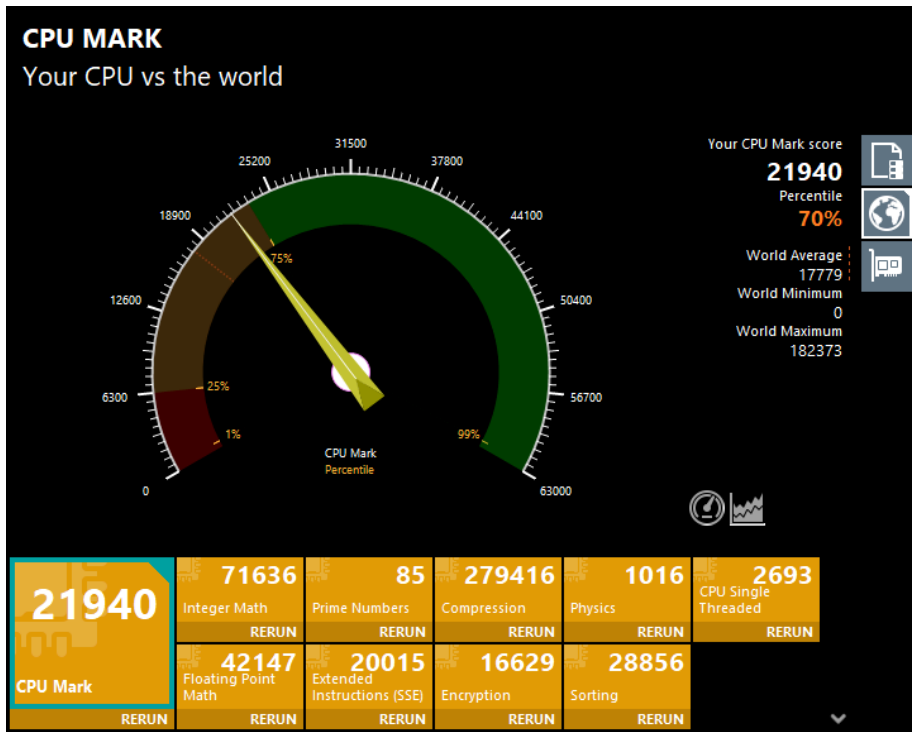 CPU MARK
Your CPU vs the world
Your CPU Mark score
21940
Percentile
70%
World Average
17779
World Minimum
0
World Maximum
182373
0
6300
12600
18900
25200
31500
37800
44100
50400
56700
63000
1%
25%
75%
99%
CPU Mark
Percentile
21940
CPU Mark
RERUN
71636
Integer Math
RERUN
85
Prime Numbers
RERUN
279416
Compression
RERUN
1016
Physics
RERUN
2693
CPU Single
Threaded
RERUN
42147
Floating Point
Math
RERUN
20015
Extended
Instructions (SSE)
RERUN
16629
Encryption
RERUN
28856
Sorting
RERUN